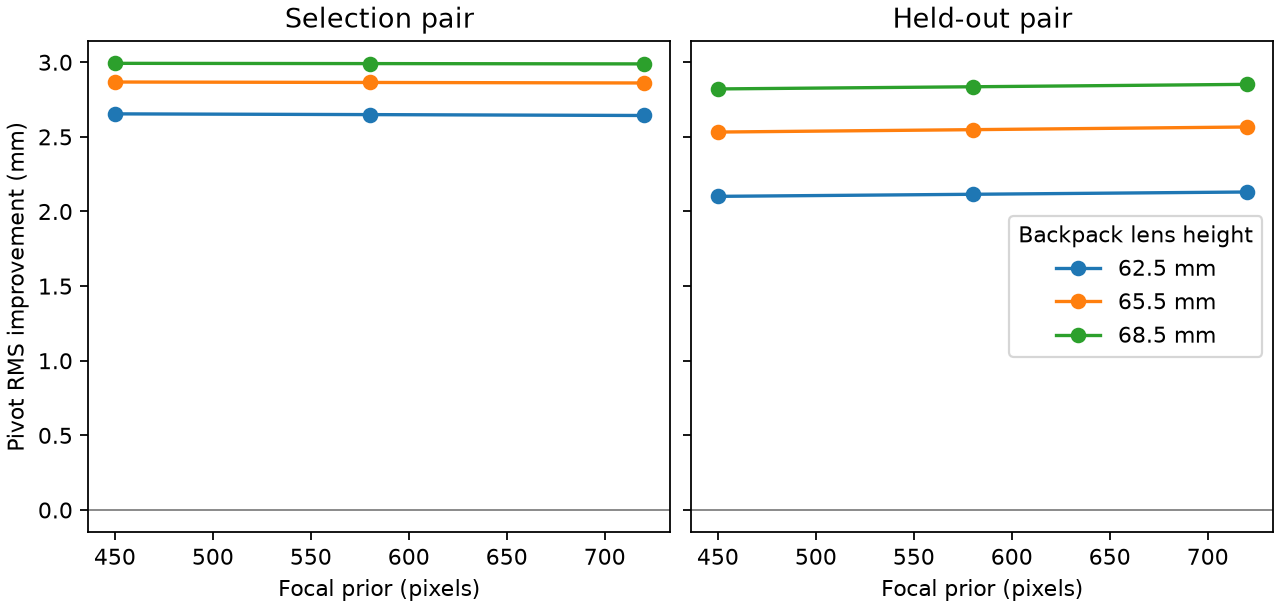 Selection pair
Held-out pair
Pivot RMS improvement (mm)
3.0
2.5
2.0
1.5
1.0
0.5
0.0
450 500 550 600 650 700
Focal prior (pixels)
Backpack lens height
62.5 mm
65.5 mm
68.5 mm
450 500 550 600 650 700
Focal prior (pixels)